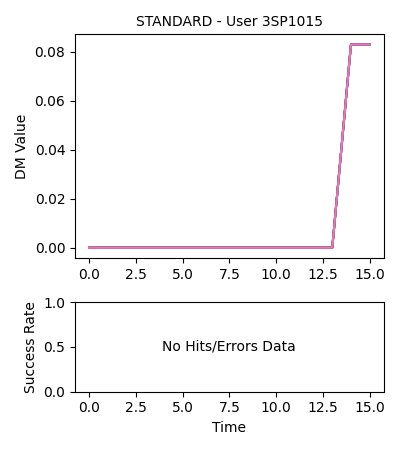 STANDARD - User 3SP1015
DM Value
0.08
0.06
0.04
0.02
0.00
0.0 2.5 5.0 7.5 10.0 12.5 15.0
Success Rate
1.0
0.5
0.0
No Hits/Errors Data
0.0 2.5 5.0 7.5 10.0 12.5 15.0
Time